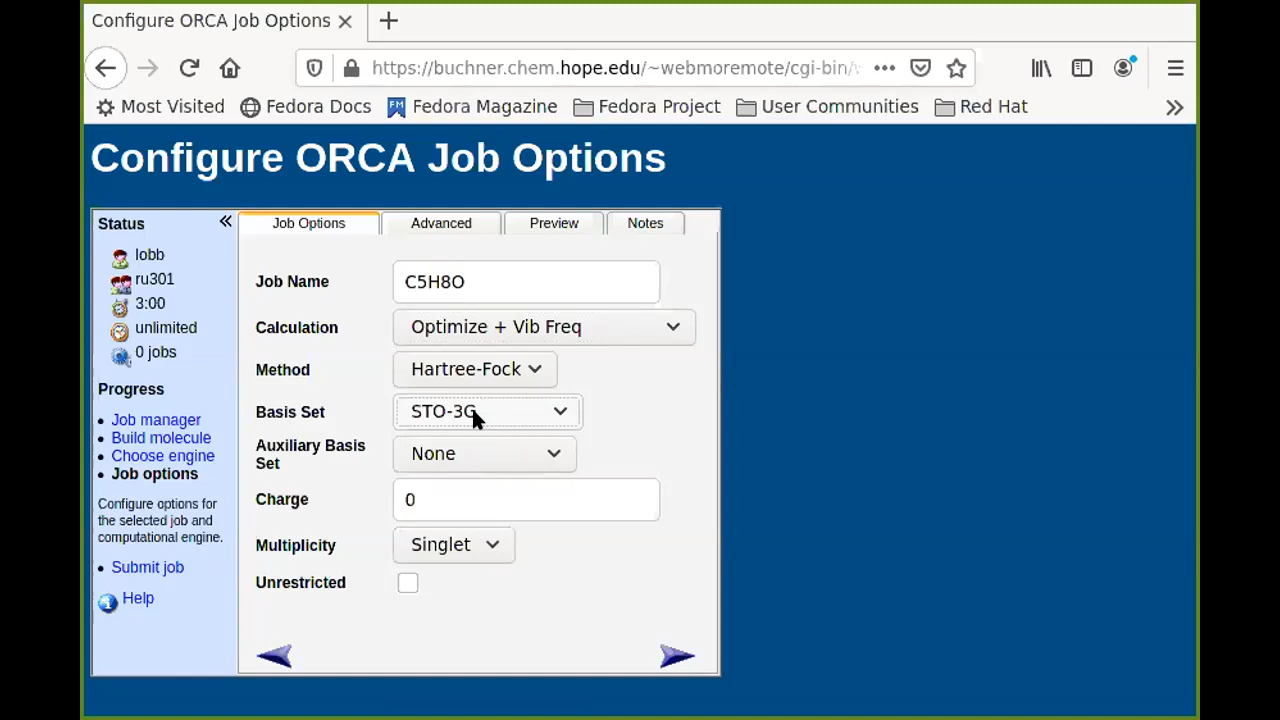 Configure ORCA Job Options
https://buchner.chem.hope.edu/~webmoremote/cgi-bin/
Most Visited Fedora Docs Fedora Magazine Fedora Project User Communities Red Hat
Configure ORCA Job Options
Status
lobb
ru301
3:00
unlimited
0 jobs
Progress
Job manager
Build molecule
Choose engine
Job options
Configure options for
the selected job and
computational engine.
Submit job
Help
Job Options Advanced Preview Notes
Job Name C5H8O
Calculation Optimize + Vib Freq
Method Hartree-Fock
Basis Set STO-3G
Auxiliary Basis
Set
None
Charge 0
Multiplicity Singlet
Unrestricted